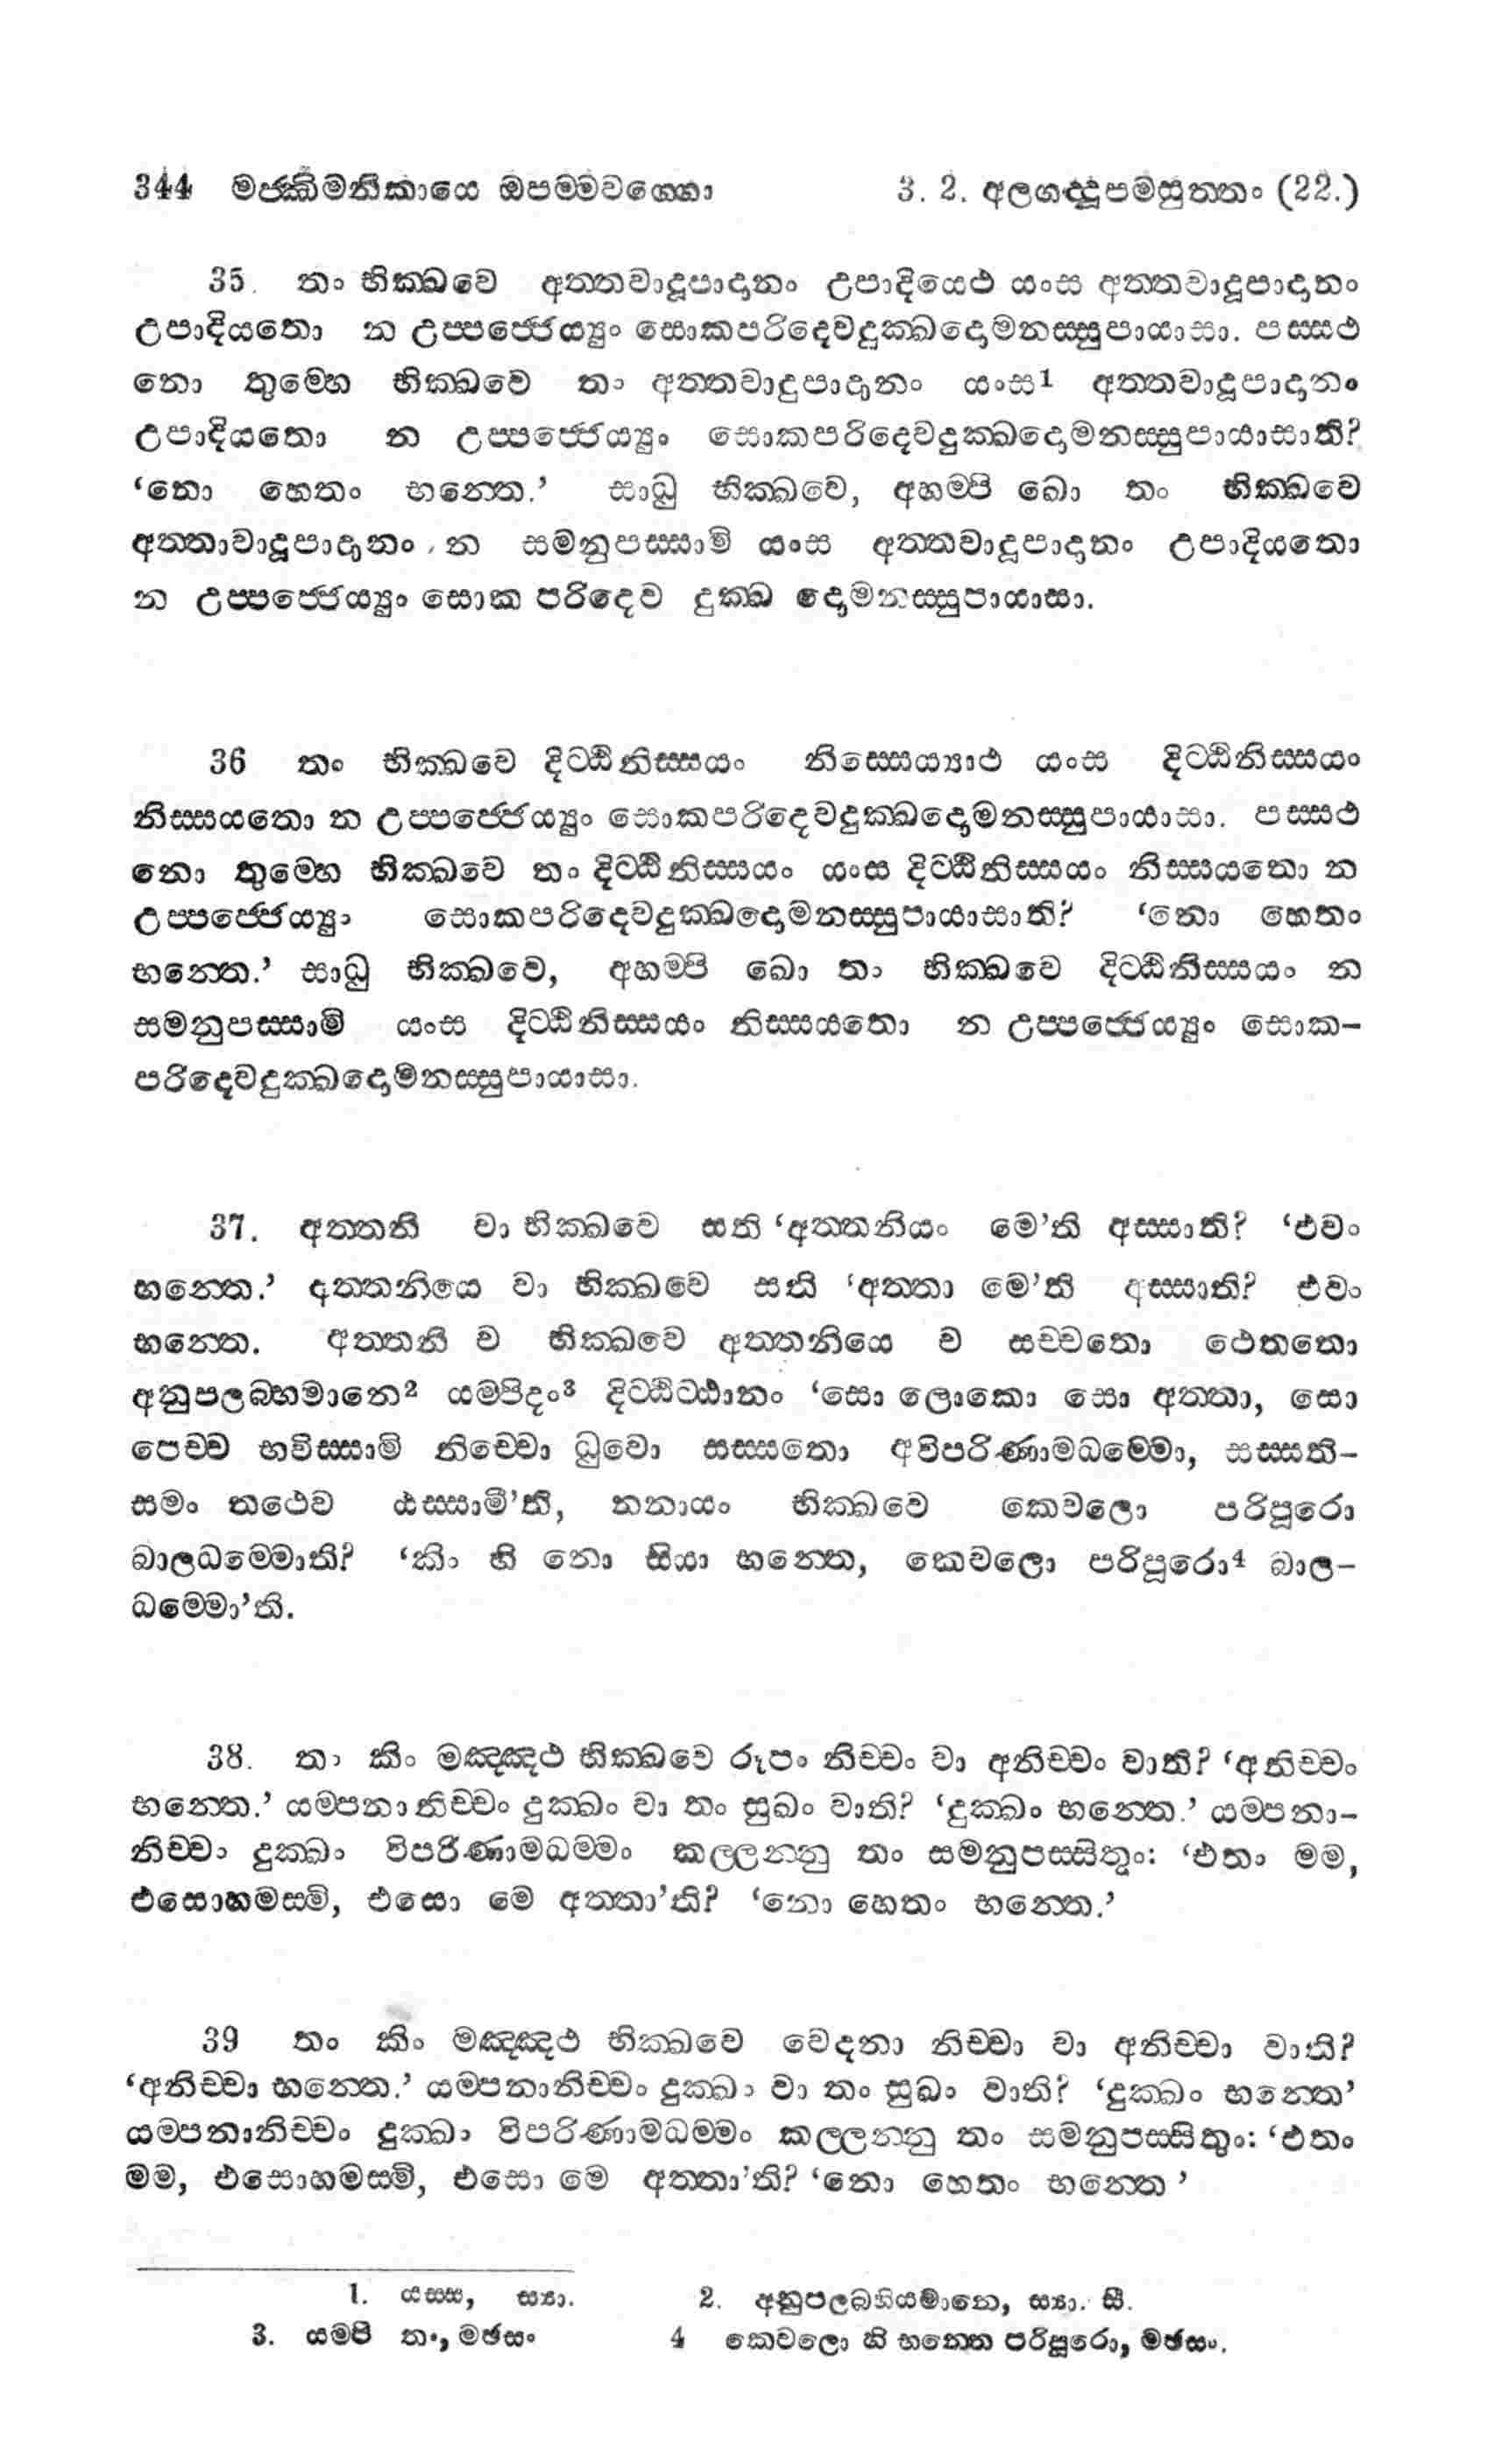 344 මජ්ඣිමනිකායෙ ඔපම්මවග්ගො 3. 2. අලගද්දූපමසුත්තං (22.)
35. තං භික්ඛවෙ අත්තවාදූපාදානං උපාදියෙථ යංස අත්තවාදූපාදානං
උපාදියතො න උප්පජ්ජෙය්‍යුං සොකපරිදෙවදුක්ඛදොමනස්සුපායාසා. පස්සථ
නො තුම්හෙ භික්ඛවෙ තං අත්තවාදුපාදානං යංස1 අත්තවාදූපාදානං
උපාදියතො න උප්පජ්ජෙය්‍යුං සොකපරිදෙවදුක්ඛදොමනස්සුපායාසාති?
‘නො හෙතං භන්තෙ.’ සාධු භික්ඛවෙ, අහම්පි ඛො තං භික්ඛවෙ
අත්තාවාදූපාදානං න සමනුපස්සාමි යංස අත්තවාදූපාදානං උපාදියතො
න උප්පජ්ජෙය්‍යුං සොක පරිදෙව දුක්ඛ දොමනස්සුපායාසා.
36 තං භික්ඛවෙ දිට්ඨිනිස්සයං නිස්සෙය්‍යාථ යංස දිට්ඨිනිස්සයං
නිස්සයතො න උප්පජ්ජෙය්‍යුං සොකපරිදෙවදුක්ඛදොමනස්සුපායාසා. පස්සථ
නො තුම්හෙ භික්ඛවෙ තං දිට්ඨිනිස්සයං යංස දිට්ඨිනිස්සයං නිස්සයතො න
උප්පජ්ජෙය්‍යුං සොකපරිදෙවදුක්ඛදොමනස්සුපායාසාති? ‘නො හෙතං
භන්තෙ.’ සාධු භික්ඛවෙ, අහම්පි ඛො තං භික්ඛවෙ දිට්ඨිනිස්සයං න
සමනුපස්සාමි යංස දිට්ඨිනිස්සයං නිස්සයතො න උප්පජ්ජෙය්‍යුං සොක-
පරිදෙවදුක්ඛදොමනස්සුපායාසා.
37. අත්තනි වා භික්ඛවෙ සති ‘අත්තනියං මෙ’ති අස්සාති? ‘එවං
භන්තෙ.’ අත්තනියෙ වා භික්ඛවෙ සති ‘අත්තා මෙ’ති අස්සාති? එවං
භන්තෙ. අත්තනි ච භික්ඛවෙ අත්තනියෙ ච සච්චතො ථෙතතො
අනුපලබ්භමානෙ2 යම්පිදං3 දිට්ඨිට්ඨානං ‘සො ලොකො සො අත්තා, සො
පෙච්ච භවිස්සාමි නිච්චො ධුවො සස්සතො අවිපරිණාමධම්මො, සස්සති-
සමං තථෙව ඨස්සාමී’ති, නනායං භික්ඛවෙ කෙවලො පරිපූරො
බාලධම්මොති? ‘කිං හි නො සියා භන්තෙ, කෙවලො පරිපූරො4 බාල-
ධම්මො’ති.
38. තං කිං මඤ්ඤථ භික්ඛවෙ රූපං නිච්චං වා අනිච්චං වාති? ‘අනිච්චං
භන්තෙ.’ යම්පනානිච්චං දුක්ඛං වා තං සුඛං වාති? ‘දුක්ඛං භන්තෙ.’ යම්පනා-
නිච්චං දුක්ඛං විපරිණාමධම්මං කල්ලන්නු තං සමනුපස්සිතුං: ‘එතං මම,
එසොහමස්මි, එසො මෙ අත්තා’ති? ‘නො හෙතං භන්තෙ.’
39 තං කිං මඤ්ඤථ භික්ඛවෙ වෙදනා නිච්චා වා අනිච්චා වාති?
‘අනිච්චා භන්තෙ.’ යම්පනානිච්චං දුක්ඛං වා තං සුඛං වාති? ‘දුක්ඛං භන්තෙ’
යම්පනානිච්චං දුක්ඛං විපරිණාමධම්මං කල්ලන්නු තං සමනුපස්සිතුං: ‘එතං
මම, එසොහමස්මි, එසො මෙ අත්තා’ති? ‘නො හෙතං භන්තෙ ’
1. යස්ස, ස්‍යා. 2. අනුපලබ්භියමානෙ, ස්‍යා. සී.
3. යම්පි තං, මඡසං 4 කෙවලො හි භන්තෙ පරිපූරො, මඡසං.